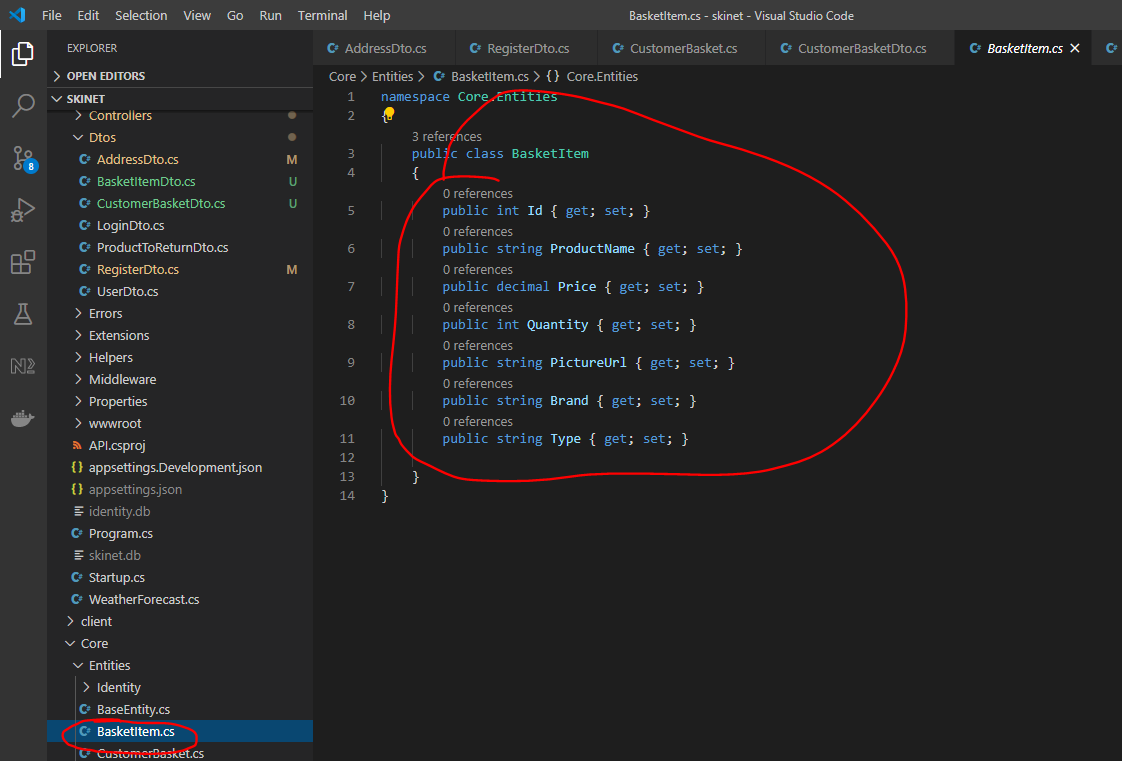 File Edit Selection View Go Run Terminal Help BasketItem.cs - skinet - Visual Studio Code
EXPLORER
OPEN EDITORS
SKINET
Controllers
Dtos
AddressDto.cs M
BasketItemDto.cs U
CustomerBasketDto.cs U
LoginDto.cs
ProductToReturnDto.cs
RegisterDto.cs M
UserDto.cs
Errors
Extensions
Helpers
Middleware
Properties
wwwroot
API.csproj
appsettings.Development.json
appsettings.json
identity.db
Program.cs
skinet.db
Startup.cs
WeatherForecast.cs
client
Core
Entities
Identity
BaseEntity.cs
BasketItem.cs
CustomerBasket.cs
8
AddressDto.cs RegisterDto.cs CustomerBasket.cs CustomerBasketDto.cs BasketItem.cs
Core > Entities > BasketItem.cs > {} Core.Entities
1 namespace Core.Entities
2 {
3 references
3 public class BasketItem
4 {
0 references
5 public int Id { get; set; }
0 references
6 public string ProductName { get; set; }
0 references
7 public decimal Price { get; set; }
0 references
8 public int Quantity { get; set; }
0 references
9 public string PictureUrl { get; set; }
0 references
10 public string Brand { get; set; }
0 references
11 public string Type { get; set; }
12
13 }
14 }